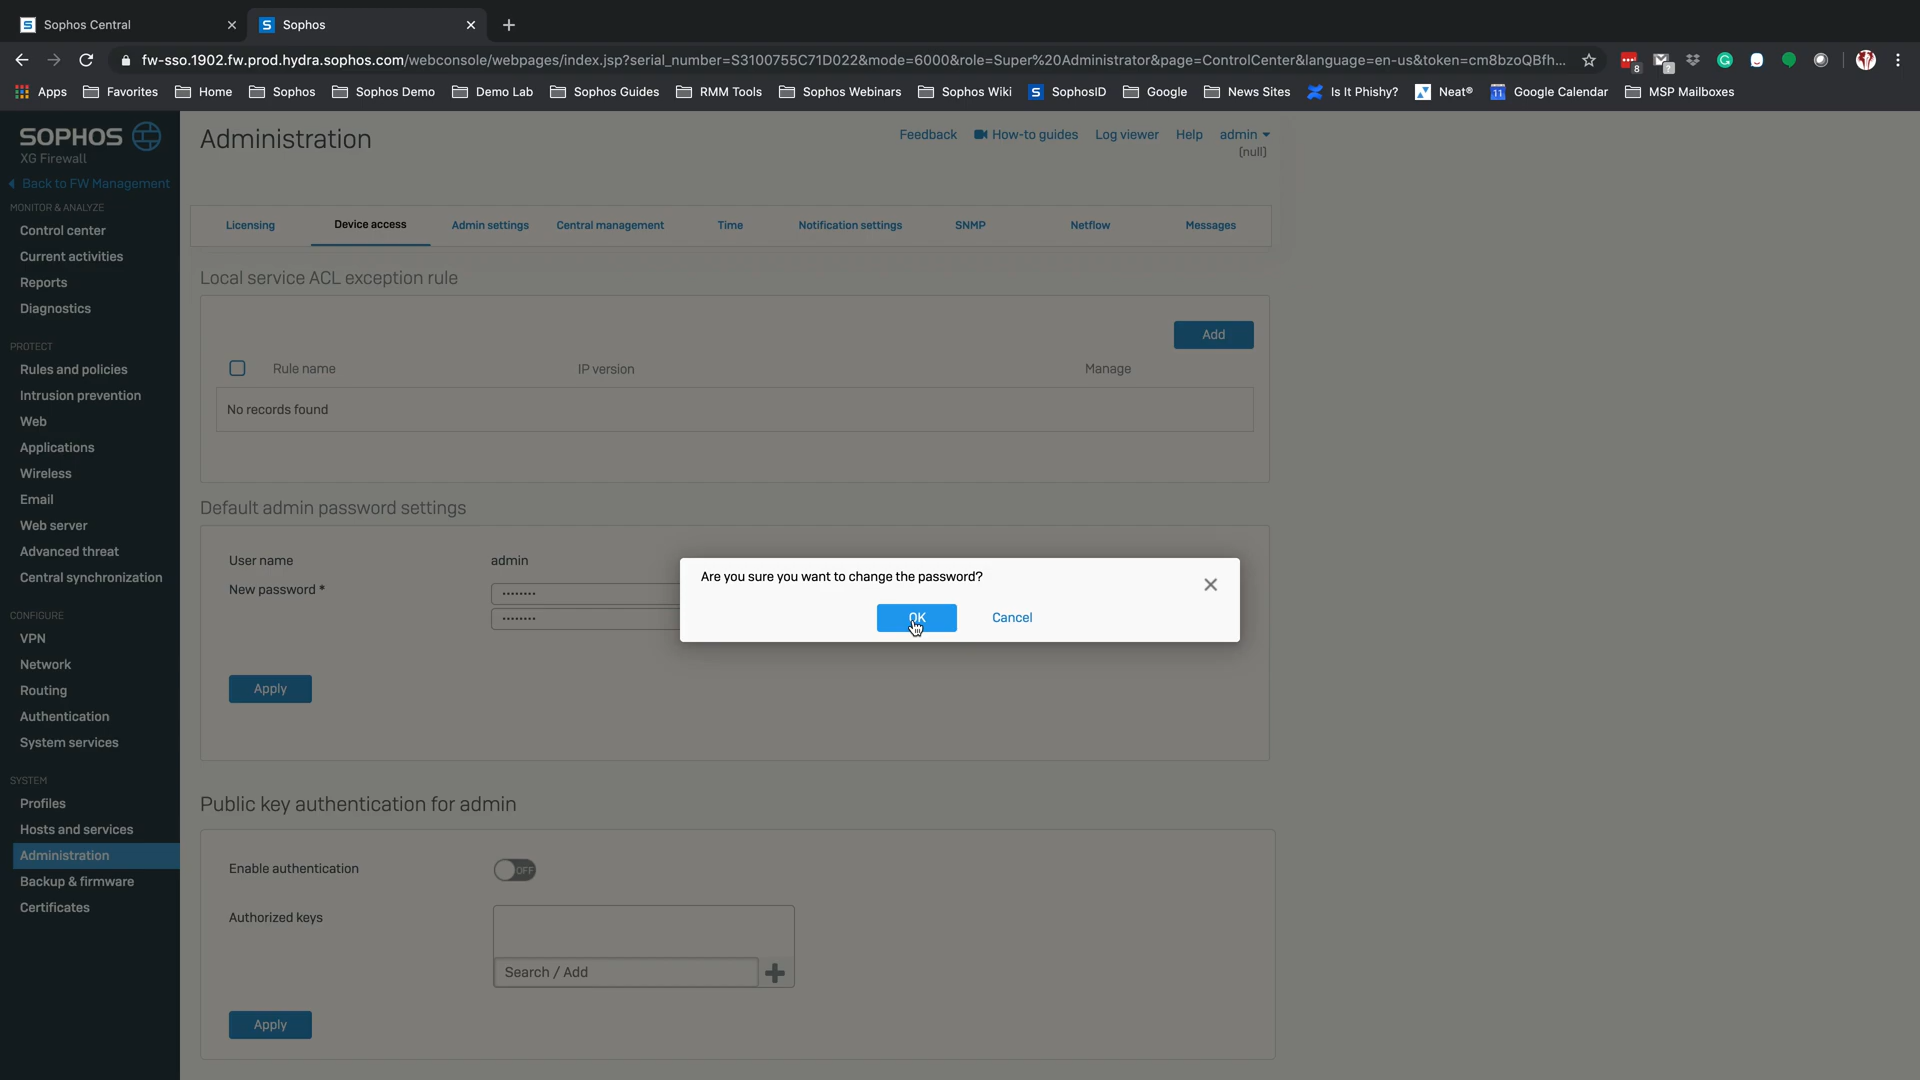 Sophos Central
Sophos
fw-sso.1902.fw.prod.hydra.sophos.com/webconsole/webpages/index.jsp?serial_number=S3100755C71D022&mode=6000&role=Super%20Administrator&page=ControlCenter&language=en-us&token=cm8bzoQBfh...
8
?
Apps
Favorites
Home
Sophos
Sophos Demo
Demo Lab
Sophos Guides
RMM Tools
Sophos Webinars
Sophos Wiki
SophosID
Google
News Sites
Is It Phishy?
Neat®
11
Google Calendar
MSP Mailboxes
SOPHOS
XG Firewall
Back to FW Management
MONITOR & ANALYZE
Control center
Current activities
Reports
Diagnostics
PROTECT
Rules and policies
Intrusion prevention
Web
Applications
Wireless
Email
Web server
Advanced threat
Central synchronization
CONFIGURE
VPN
Network
Routing
Authentication
System services
SYSTEM
Profiles
Hosts and services
Administration
Backup & firmware
Certificates
Administration
Feedback
How-to guides
Log viewer
Help
admin
(null)
Licensing
Device access
Admin settings
Central management
Time
Notification settings
SNMP
Netflow
Messages
Local service ACL exception rule
Add
Rule name
IP version
Manage
No records found
Default admin password settings
User name
admin
New password *
••••••••
••••••••
Apply
Are you sure you want to change the password?
OK
Cancel
Public key authentication for admin
Enable authentication
OFF
Authorized keys
Search / Add
Apply